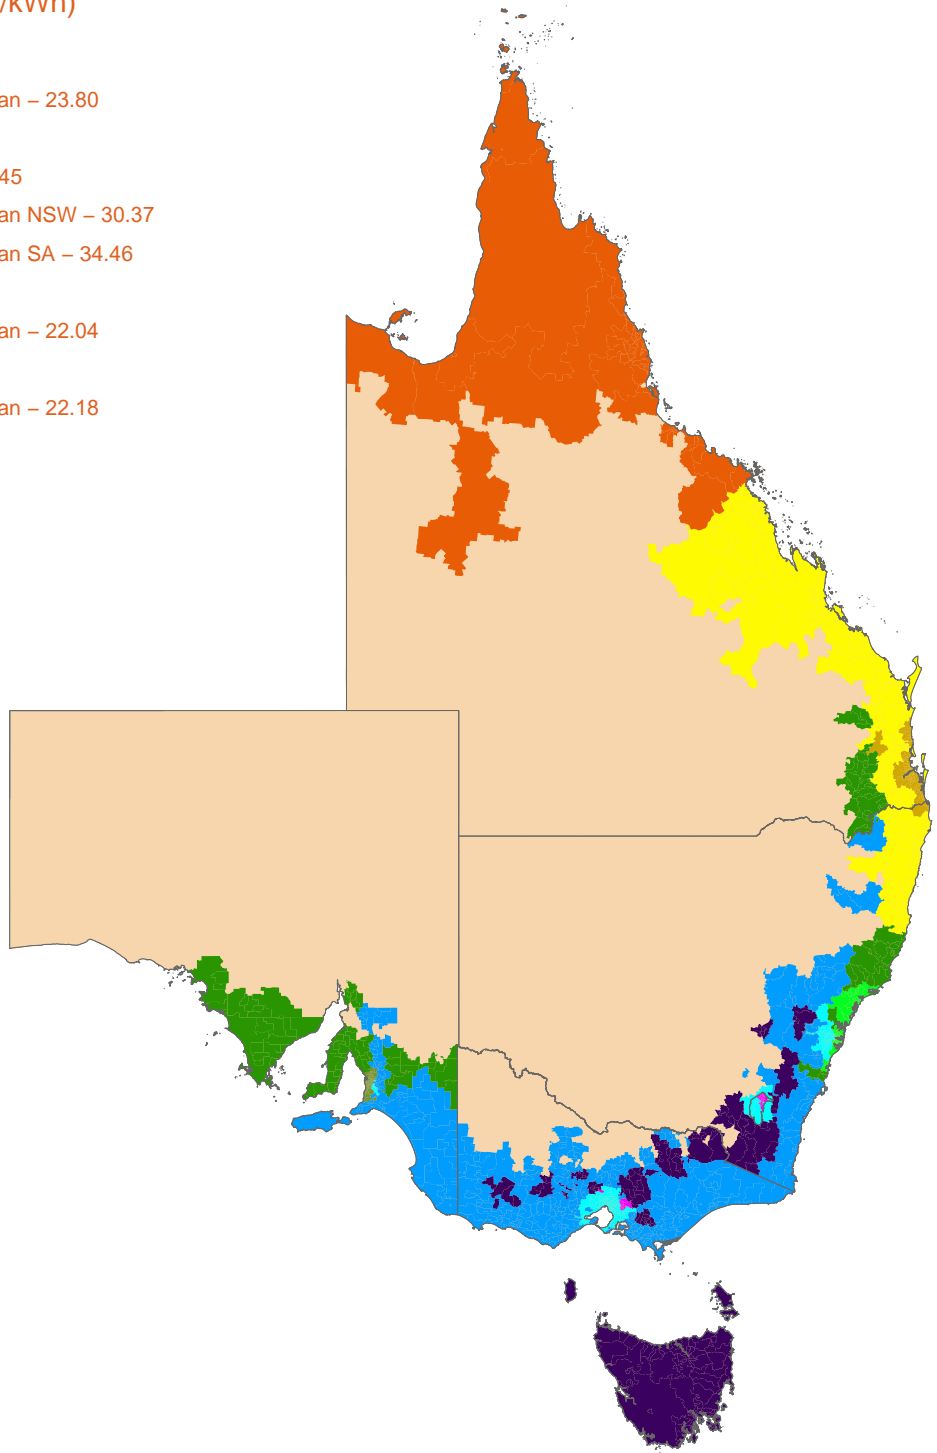 /kWh)
an – 23.80
45
an NSW – 30.37
an SA – 34.46
an – 22.04
an – 22.18